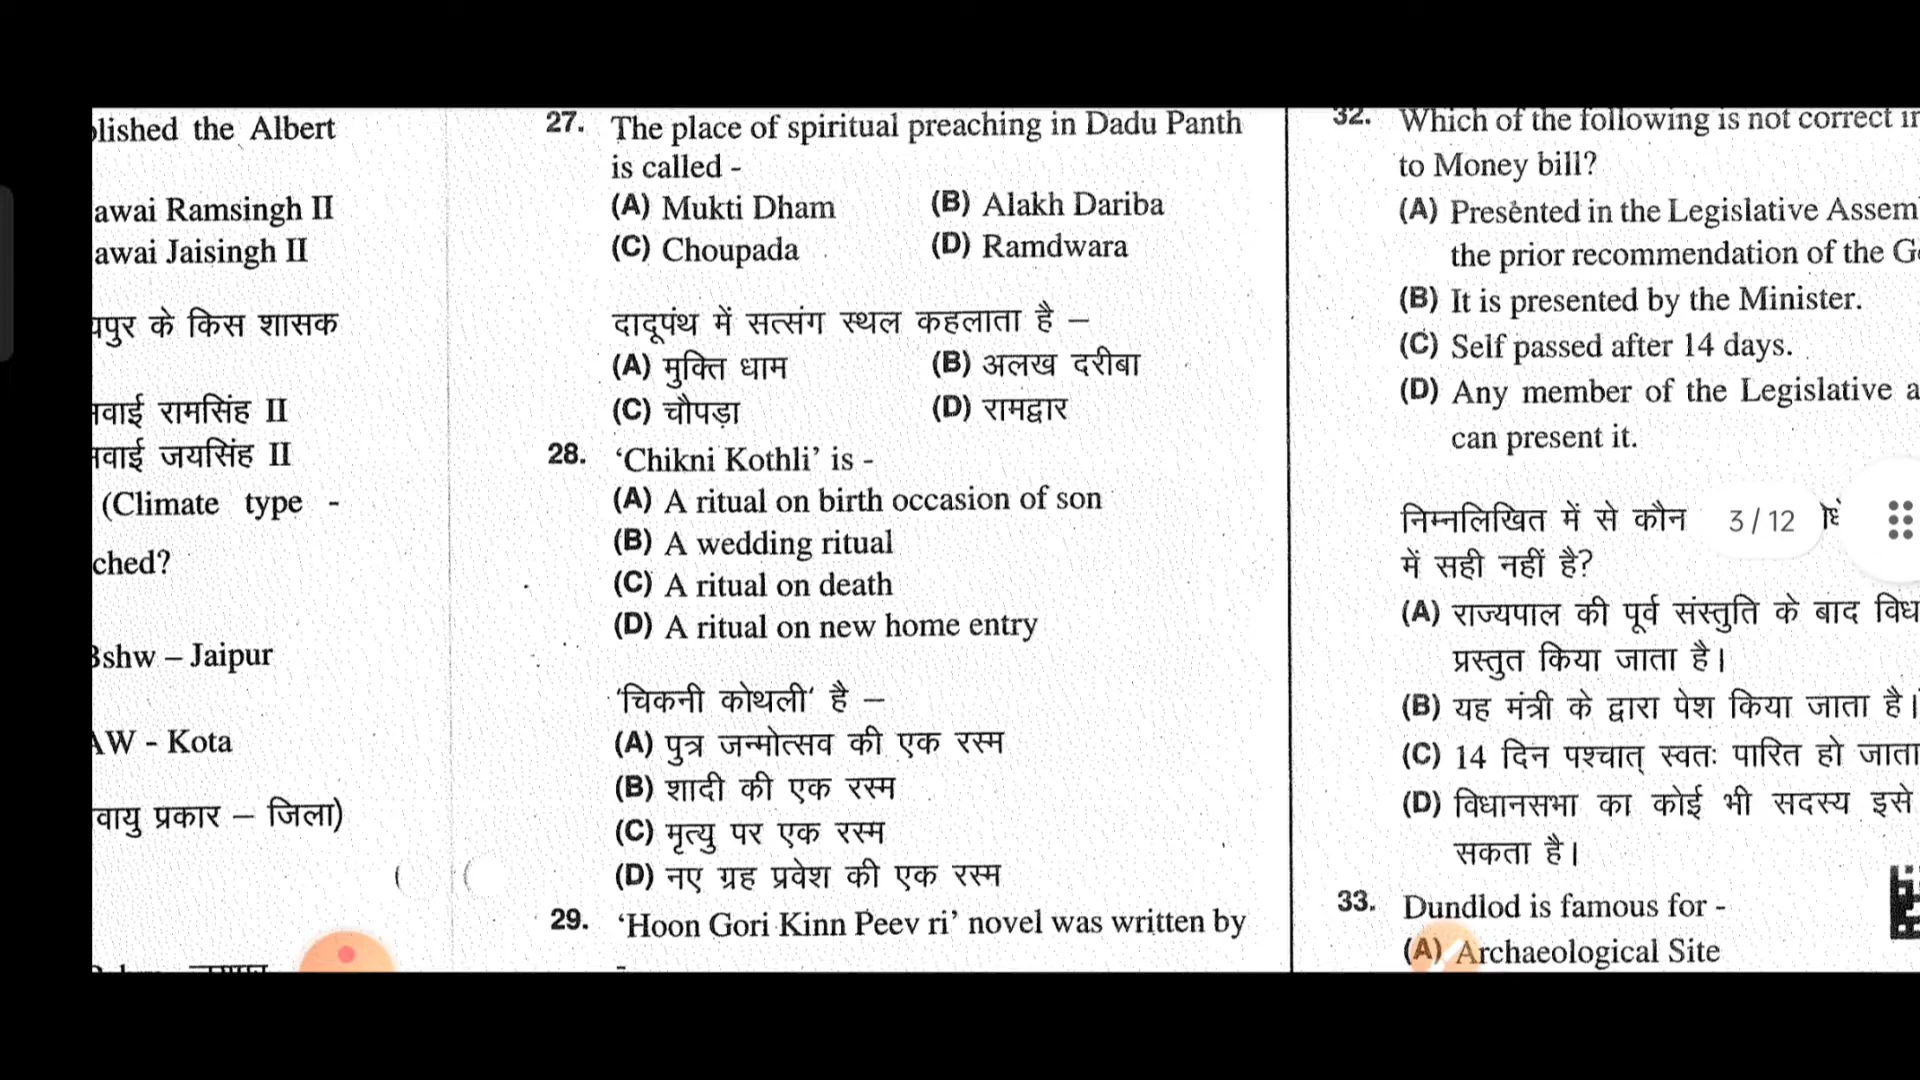 lished the Albert
awai Ramsingh II
awai Jaisingh II
यपुर के किस शासक
वाई रामसिंह II
वाई जयसिंह II
(Climate type -
ched?
Bshw – Jaipur
AW - Kota
वायु प्रकार – जिला)
27. The place of spiritual preaching in Dadu Panth
is called -
(A) Mukti Dham (B) Alakh Dariba
(C) Choupada (D) Ramdwara
दादूपंथ में सत्संग स्थल कहलाता है –
(A) मुक्ति धाम (B) अलख दरीबा
(C) चौपड़ा (D) रामद्वार
28. ‘Chikni Kothli’ is -
(A) A ritual on birth occasion of son
(B) A wedding ritual
(C) A ritual on death
(D) A ritual on new home entry
‘चिकनी कोथली’ है –
(A) पुत्र जन्मोत्सव की एक रस्म
(B) शादी की एक रस्म
(C) मृत्यु पर एक रस्म
(D) नए ग्रह प्रवेश की एक रस्म
29. ‘Hoon Gori Kinn Peev ri’ novel was written by
-
32. Which of the following is not correct in
to Money bill?
(A) Presented in the Legislative Assem
the prior recommendation of the G
(B) It is presented by the Minister.
(C) Self passed after 14 days.
(D) Any member of the Legislative a
can present it.
निम्नलिखित में से कौन
3 / 12
में सही नहीं है?
(A) राज्यपाल की पूर्व संस्तुति के बाद विध
प्रस्तुत किया जाता है।
(B) यह मंत्री के द्वारा पेश किया जाता है।
(C) 14 दिन पश्चात् स्वतः पारित हो जाता
(D) विधानसभा का कोई भी सदस्य इसे
सकता है।
33. Dundlod is famous for -
(A) Archaeological Site